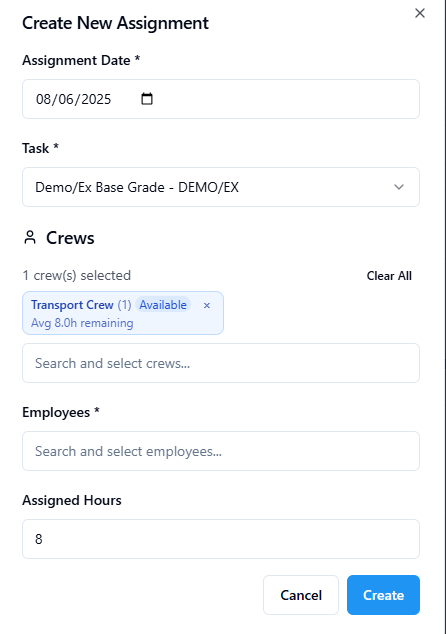 Create New Assignment
Assignment Date *
08/06/2025
Task *
Demo/Ex Base Grade - DEMO/EX
Crews
1 crew(s) selected Clear All
Transport Crew (1) Available ×
Avg 8.0h remaining
Search and select crews...
Employees *
Search and select employees...
Assigned Hours
8
Cancel Create